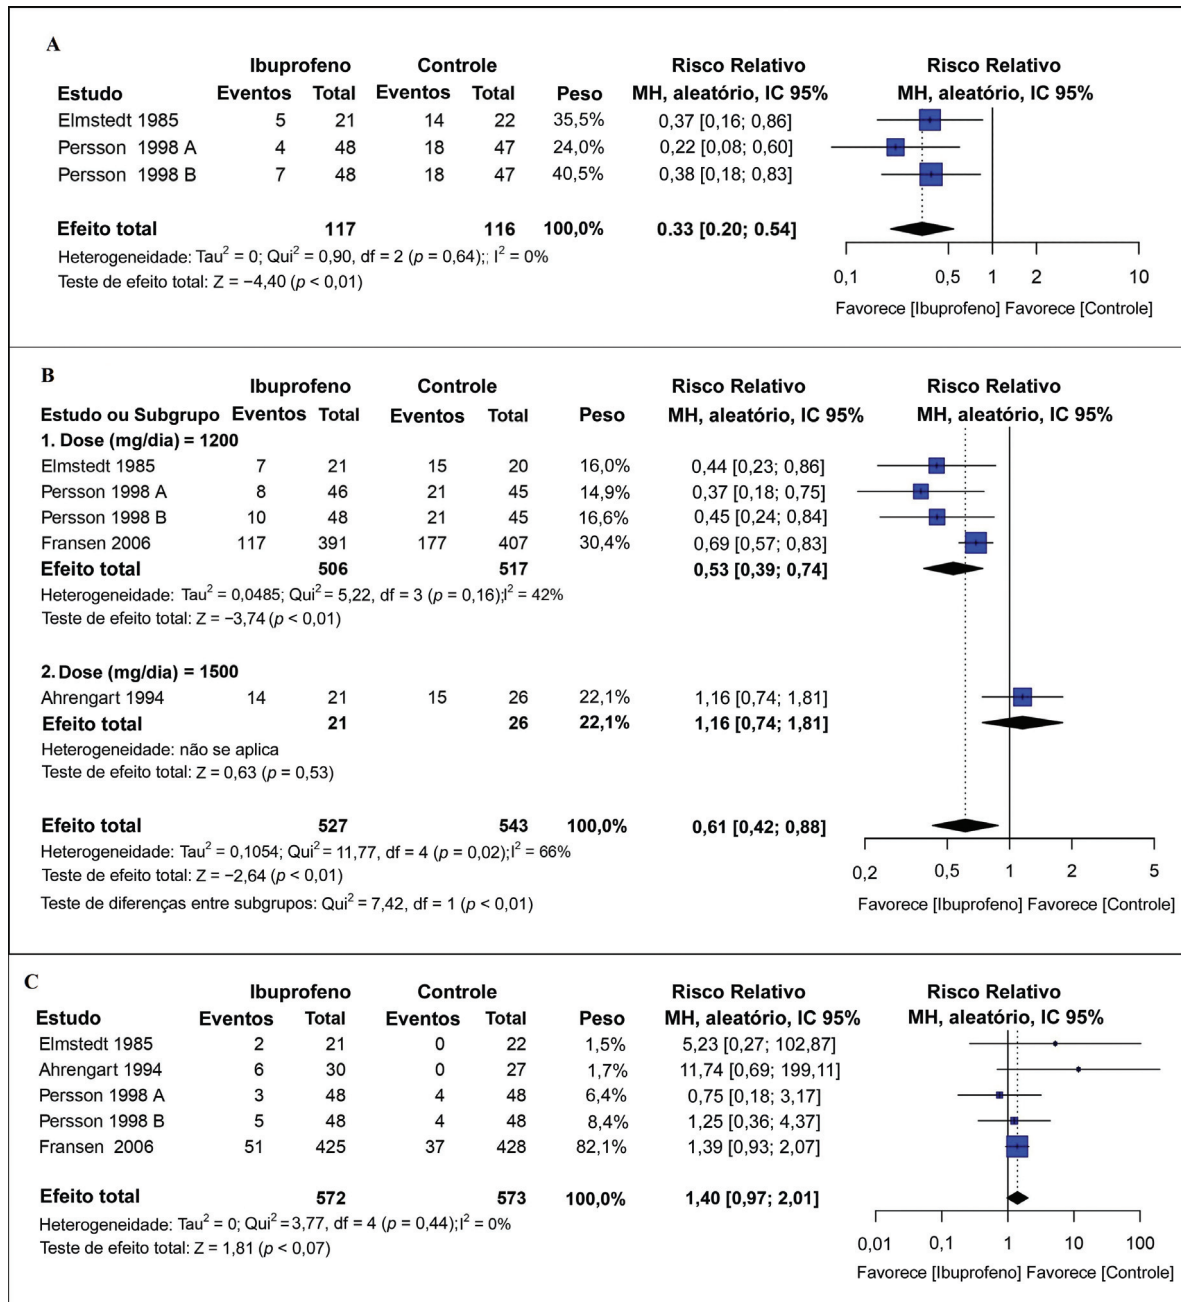 A
Ibuprofeno Controle Risco Relativo Risco Relativo
Estudo Eventos Total Eventos Total Peso MH, aleatório, IC 95% MH, aleatório, IC 95%
Elmstedt 1985 5 21 14 22 35,5% 0,37 [0,16; 0,86]
Persson 1998 A 4 48 18 47 24,0% 0,22 [0,08; 0,60]
Persson 1998 B 7 48 18 47 40,5% 0,38 [0,18; 0,83]
Efeito total 117 116 100,0% 0.33 [0.20; 0.54]
Heterogeneidade: Tau² = 0; Qui² = 0,90, df = 2 (p = 0,64);; I² = 0%
Teste de efeito total: Z = −4,40 (p < 0,01)
0,1 0,5 1 2 10
Favorece [Ibuprofeno] Favorece [Controle]
B
Ibuprofeno Controle Risco Relativo Risco Relativo
Estudo ou Subgrupo Eventos Total Eventos Total Peso MH, aleatório, IC 95% MH, aleatório, IC 95%
1. Dose (mg/dia) = 1200
Elmstedt 1985 7 21 15 20 16,0% 0,44 [0,23; 0,86]
Persson 1998 A 8 46 21 45 14,9% 0,37 [0,18; 0,75]
Persson 1998 B 10 48 21 45 16,6% 0,45 [0,24; 0,84]
Fransen 2006 117 391 177 407 30,4% 0,69 [0,57; 0,83]
Efeito total 506 517 0,53 [0,39; 0,74]
Heterogeneidade: Tau² = 0,0485; Qui² = 5,22, df = 3 (p = 0,16);I² = 42%
Teste de efeito total: Z = −3,74 (p < 0,01)
2. Dose (mg/dia) = 1500
Ahrengart 1994 14 21 15 26 22,1% 1,16 [0,74; 1,81]
Efeito total 21 26 22,1% 1,16 [0,74; 1,81]
Heterogeneidade: não se aplica
Teste de efeito total: Z = 0,63 (p = 0,53)
Efeito total 527 543 100,0% 0,61 [0,42; 0,88]
Heterogeneidade: Tau² = 0,1054; Qui² = 11,77, df = 4 (p = 0,02);I² = 66%
Teste de efeito total: Z = −2,64 (p < 0,01)
Teste de diferenças entre subgrupos: Qui² = 7,42, df = 1 (p < 0,01)
0,2 0,5 1 2 5
Favorece [Ibuprofeno] Favorece [Controle]
C
Ibuprofeno Controle Risco Relativo Risco Relativo
Estudo Eventos Total Eventos Total Peso MH, aleatório, IC 95% MH, aleatório, IC 95%
Elmstedt 1985 2 21 0 22 1,5% 5,23 [0,27; 102,87]
Ahrengart 1994 6 30 0 27 1,7% 11,74 [0,69; 199,11]
Persson 1998 A 3 48 4 48 6,4% 0,75 [0,18; 3,17]
Persson 1998 B 5 48 4 48 8,4% 1,25 [0,36; 4,37]
Fransen 2006 51 425 37 428 82,1% 1,39 [0,93; 2,07]
Efeito total 572 573 100,0% 1,40 [0,97; 2,01]
Heterogeneidade: Tau² = 0; Qui² = 3,77, df = 4 (p = 0,44);I² = 0%
Teste de efeito total: Z = 1,81 (p < 0,07)
0,01 0,1 1 10 100
Favorece [Ibuprofeno] Favorece [Controle]